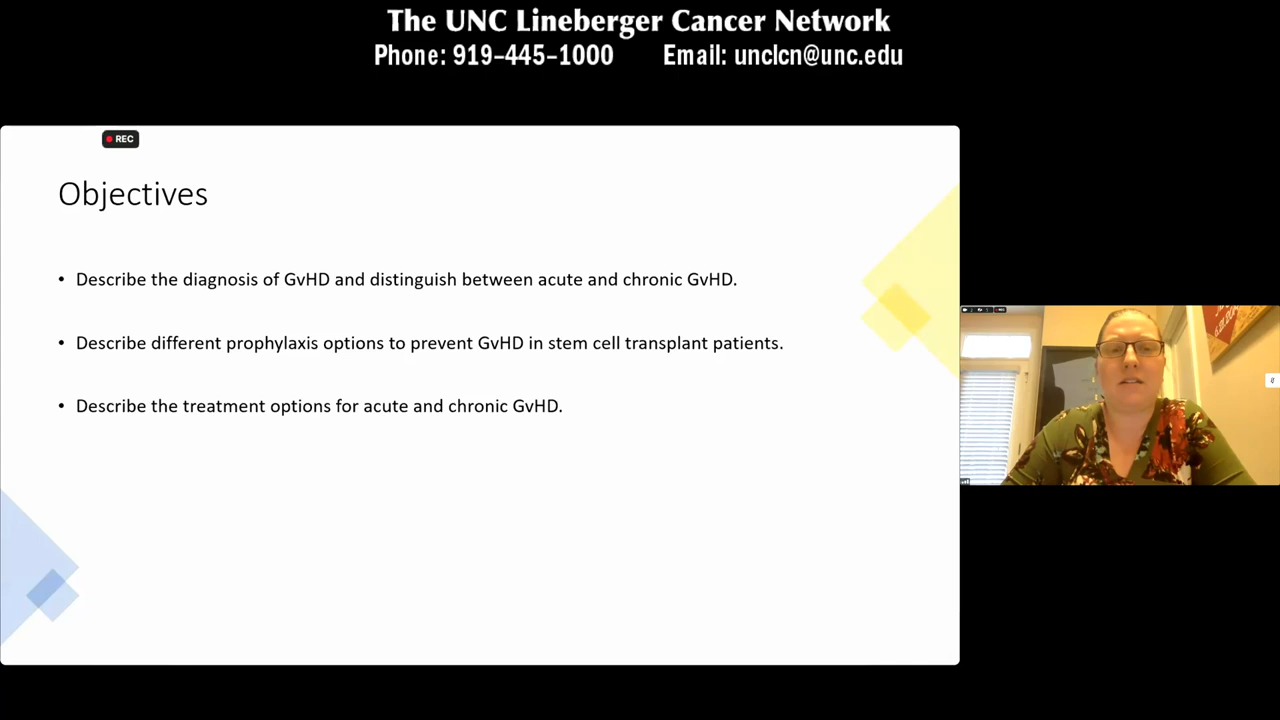 The UNC Lineberger Cancer Network
Phone: 919-445-1000 Email: unclcn@unc.edu
REC
Objectives
• Describe the diagnosis of GvHD and distinguish between acute and chronic GvHD.
• Describe different prophylaxis options to prevent GvHD in stem cell transplant patients.
• Describe the treatment options for acute and chronic GvHD.